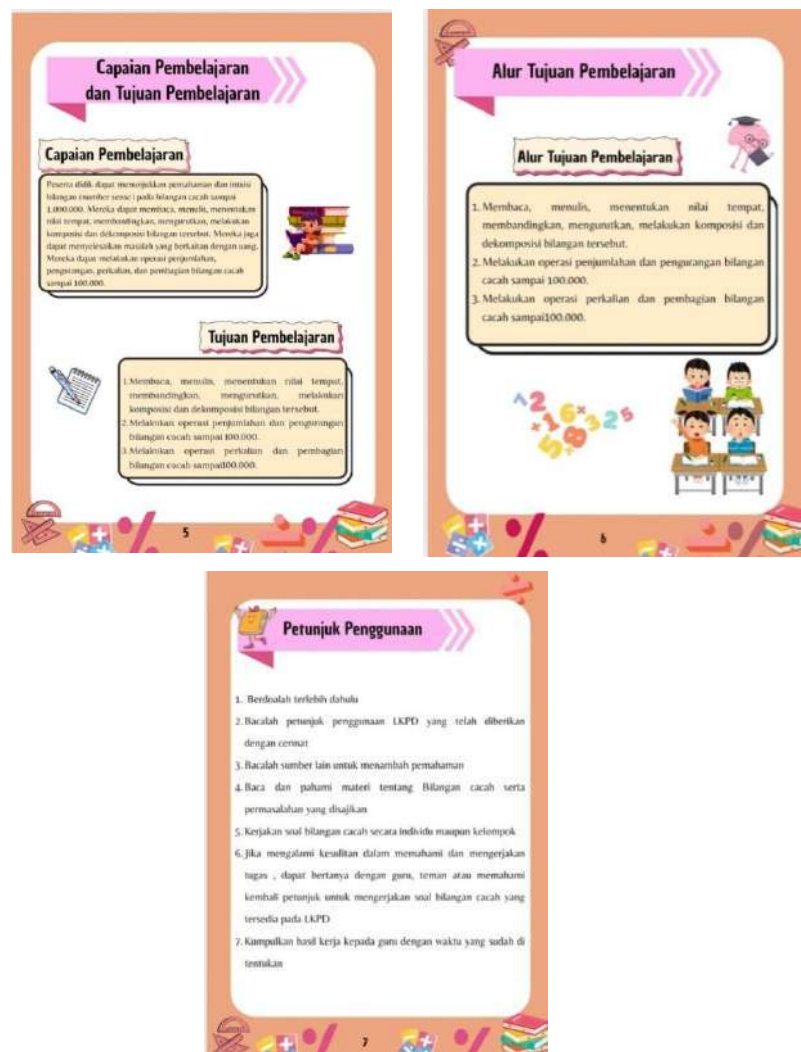 Capaian Pembelajaran
dan Tujuan Pembelajaran
Capaian Pembelajaran
Peserta didik dapat menunjukkan pemahaman dan intuisi
bilangan (number sense) pada bilangan cacah sampai
1.000.000. Mereka dapat membaca, menulis, menentukan
nilai tempat, membandingkan, mengurutkan, melakukan
komposisi dan dekomposisi bilangan tersebut. Mereka juga
dapat menyelesaikan masalah yang berkaitan dengan uang.
Mereka dapat melakukan operasi penjumlahan,
pengurangan, perkalian, dan pembagian bilangan cacah
sampai 100.000.
Tujuan Pembelajaran
1. Membaca, menulis, menentukan nilai tempat,
membandingkan, mengurutkan, melakukan
komposisi dan dekomposisi bilangan tersebut.
2. Melakukan operasi penjumlahan dan pengurangan
bilangan cacah sampai 100.000.
3. Melakukan operasi perkalian dan pembagian
bilangan cacah sampai100.000.
5
Alur Tujuan Pembelajaran
Alur Tujuan Pembelajaran
1. Membaca, menulis, menentukan nilai tempat,
membandingkan, mengurutkan, melakukan komposisi dan
dekomposisi bilangan tersebut.
2. Melakukan operasi penjumlahan dan pengurangan bilangan
cacah sampai 100.000.
3. Melakukan operasi perkalian dan pembagian bilangan
cacah sampai100.000.
6
Petunjuk Penggunaan
1. Berdoalah terlebih dahulu
2. Bacalah petunjuk penggunaan LKPD yang telah diberikan
dengan cermat
3. Bacalah sumber lain untuk menambah pemahaman
4. Baca dan pahami materi tentang Bilangan cacah serta
permasalahan yang disajikan
5. Kerjakan soal bilangan cacah secara individu maupun kelompok
6. Jika mengalami kesulitan dalam memahami dan mengerjakan
tugas , dapat bertanya dengan guru, teman atau memahami
kembali petunjuk untuk mengerjakan soal bilangan cacah yang
tersedia pada LKPD
7. Kumpulkan hasil kerja kepada guru dengan waktu yang sudah di
tentukan
7